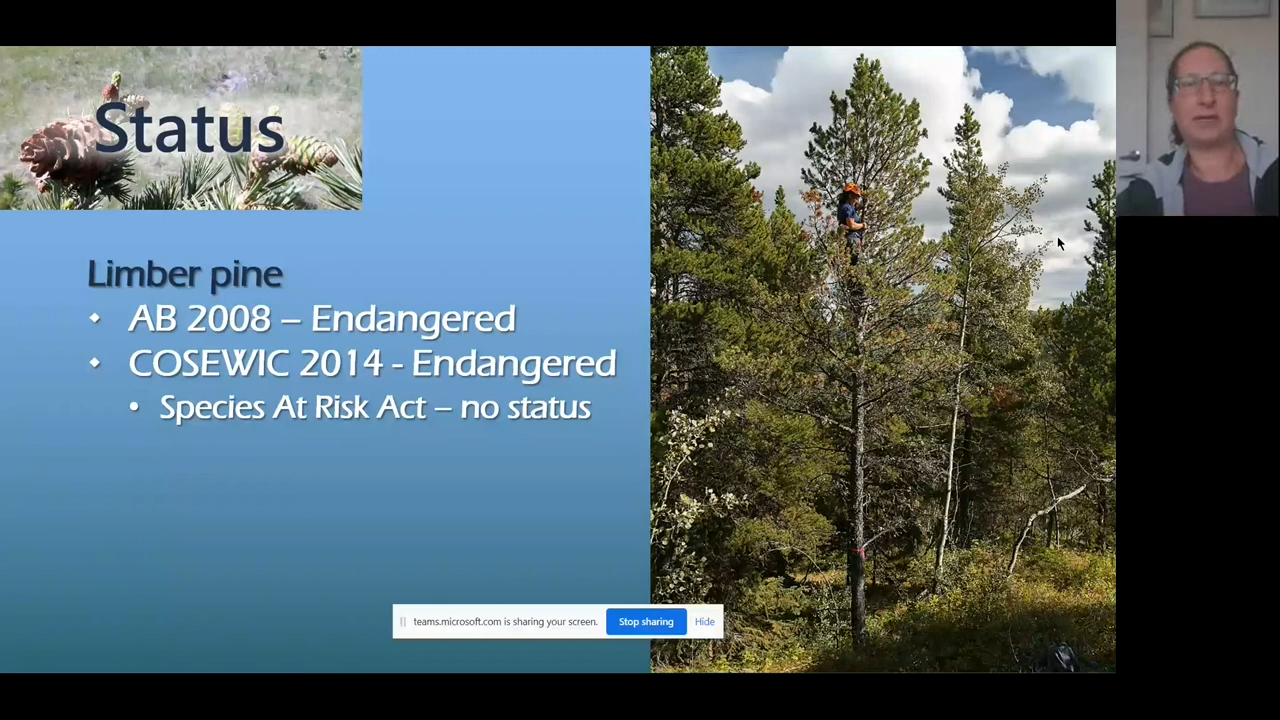 Status
Limber pine
AB 2008 – Endangered
COSEWIC 2014 - Endangered
Species At Risk Act – no status
teams.microsoft.com is sharing your screen.
Stop sharing
Hide